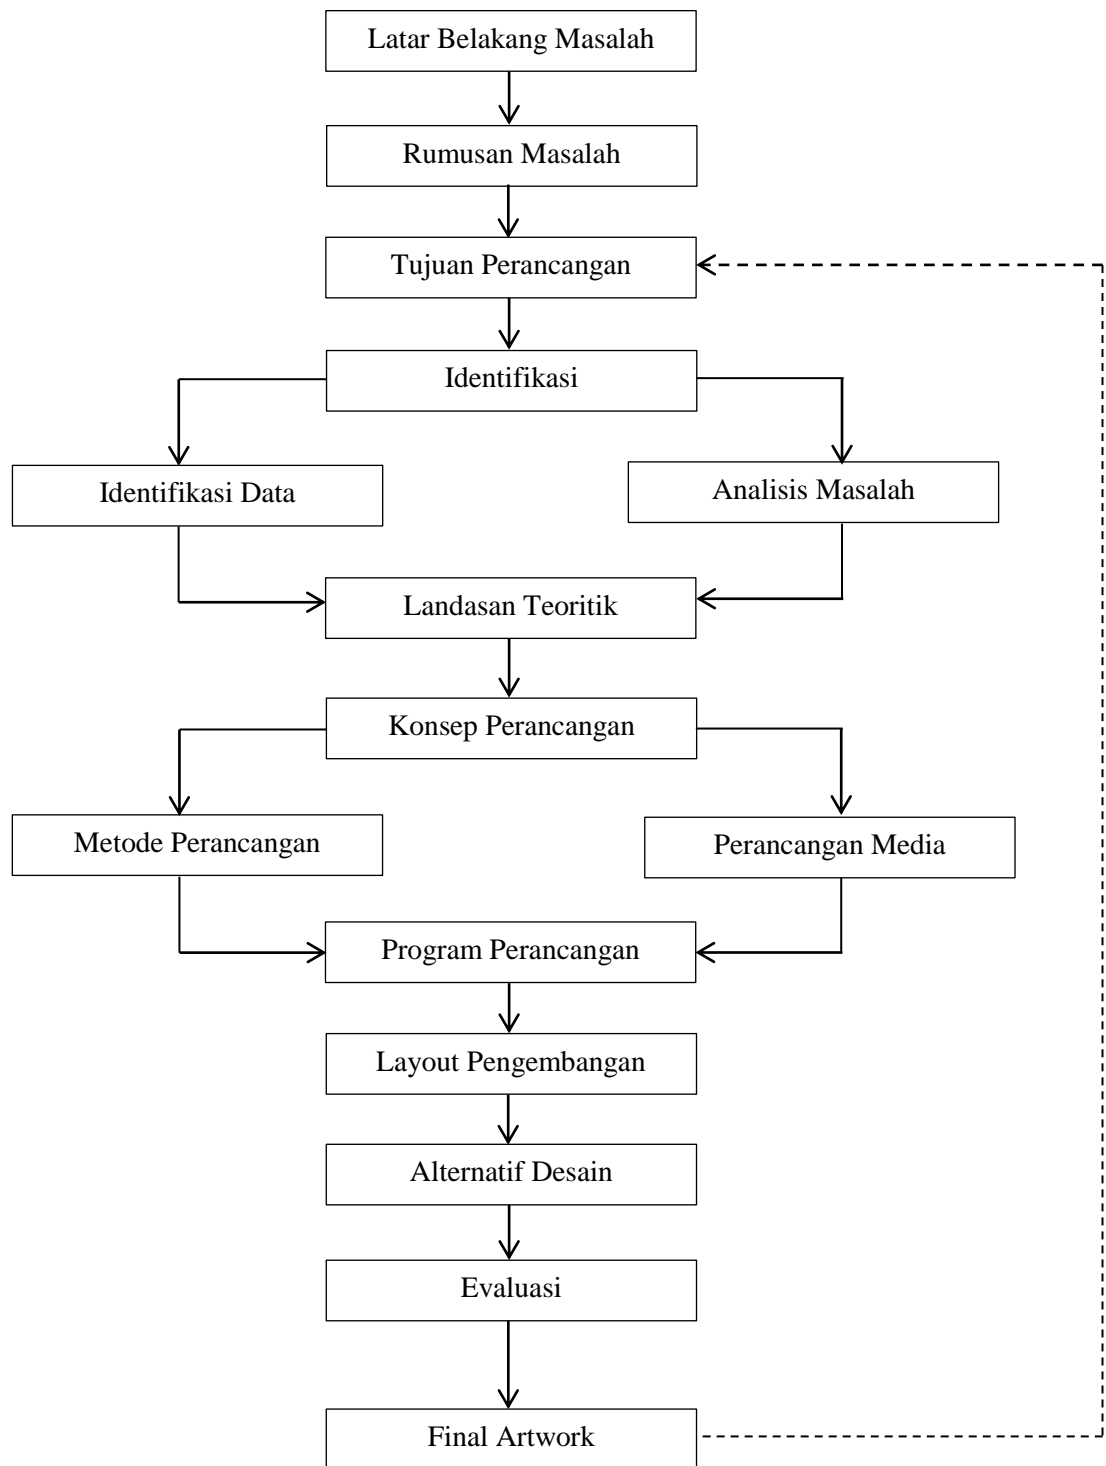 Latar Belakang Masalah
Rumusan Masalah
Tujuan Perancangan
Identifikasi
Identifikasi Data
Analisis Masalah
Landasan Teoritik
Konsep Perancangan
Metode Perancangan
Perancangan Media
Program Perancangan
Layout Pengembangan
Alternatif Desain
Evaluasi
Final Artwork